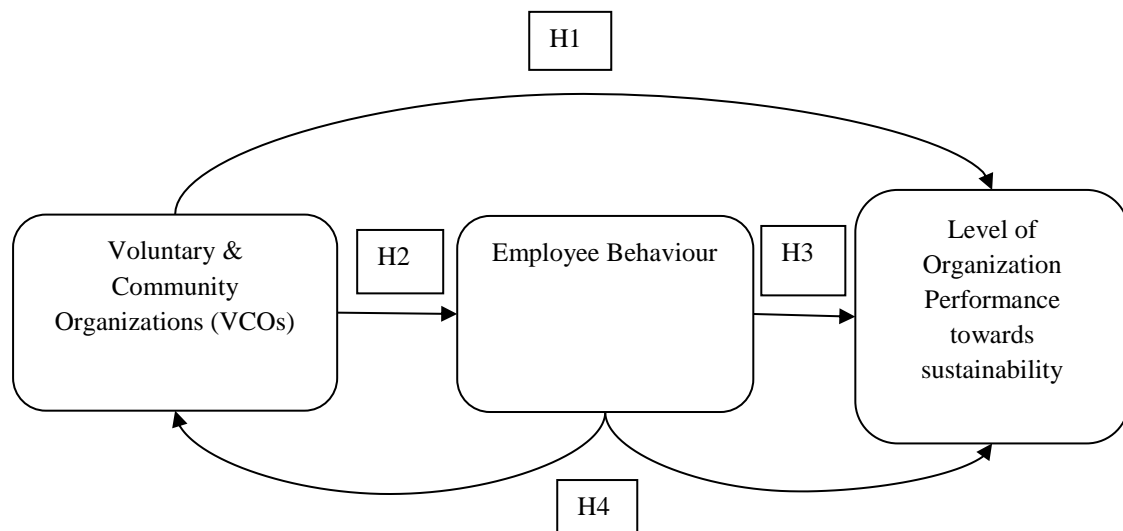 H1
Voluntary &
Community
Organizations (VCOs)
H2
Employee Behaviour
H3
Level of
Organization
Performance
towards
sustainability
H4